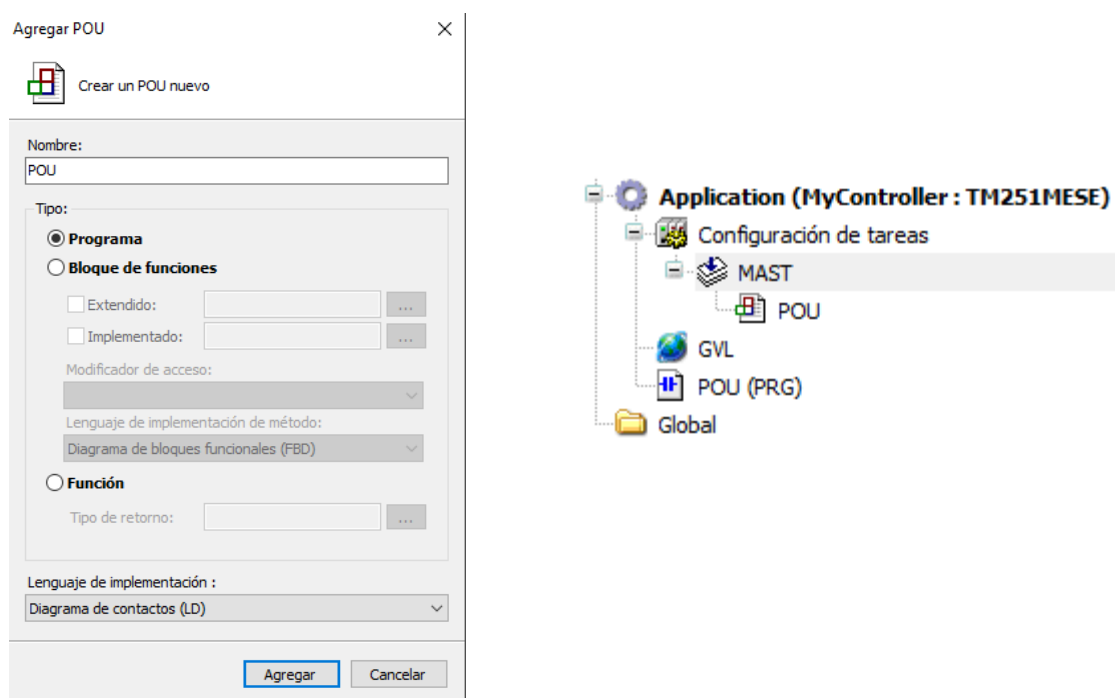 Agregar POU
Crear un POU nuevo
Nombre:
POU
Tipo:
Programa
Bloque de funciones
Extendido:
...
Implementado:
...
Modificador de acceso:
Lenguaje de implementación de método:
Diagrama de bloques funcionales (FBD)
Función
Tipo de retorno:
...
Lenguaje de implementación :
Diagrama de contactos (LD)
Agregar
Cancelar
Application (MyController : TM251MESE)
Configuración de tareas
MAST
POU
GVL
POU (PRG)
Global